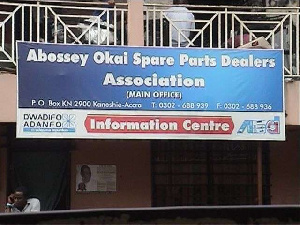 Abossey Okai Spare Parts Dealers
Association
(MAIN OFFICE)
P.O Box KN 2900 Kaneshie-Accra T: 0302 - 688 939 F: 0302 - 683 936
DWADIFO
ADANFO
Information Centre